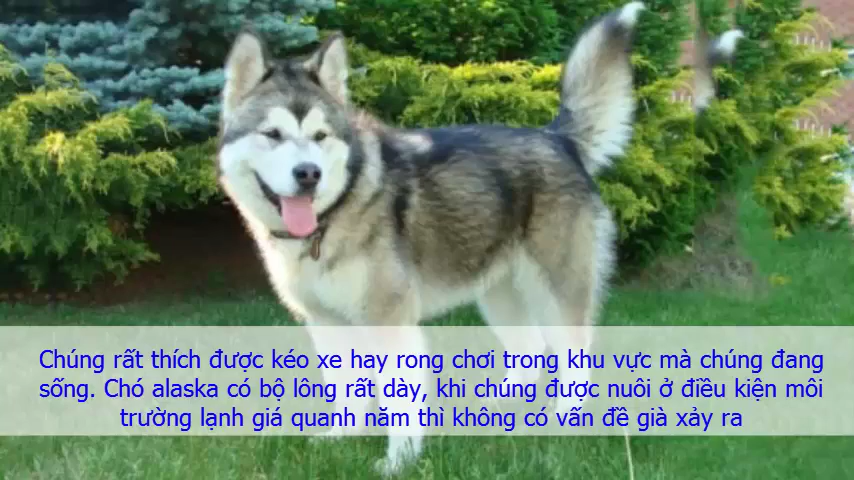 Chúng rất thích được kéo xe hay rong chơi trong khu vực mà chúng đang
sống. Chó alaska có bộ lông rất dày, khi chúng được nuôi ở điều kiện môi
trường lạnh giá quanh năm thì không có vấn đề già xảy ra